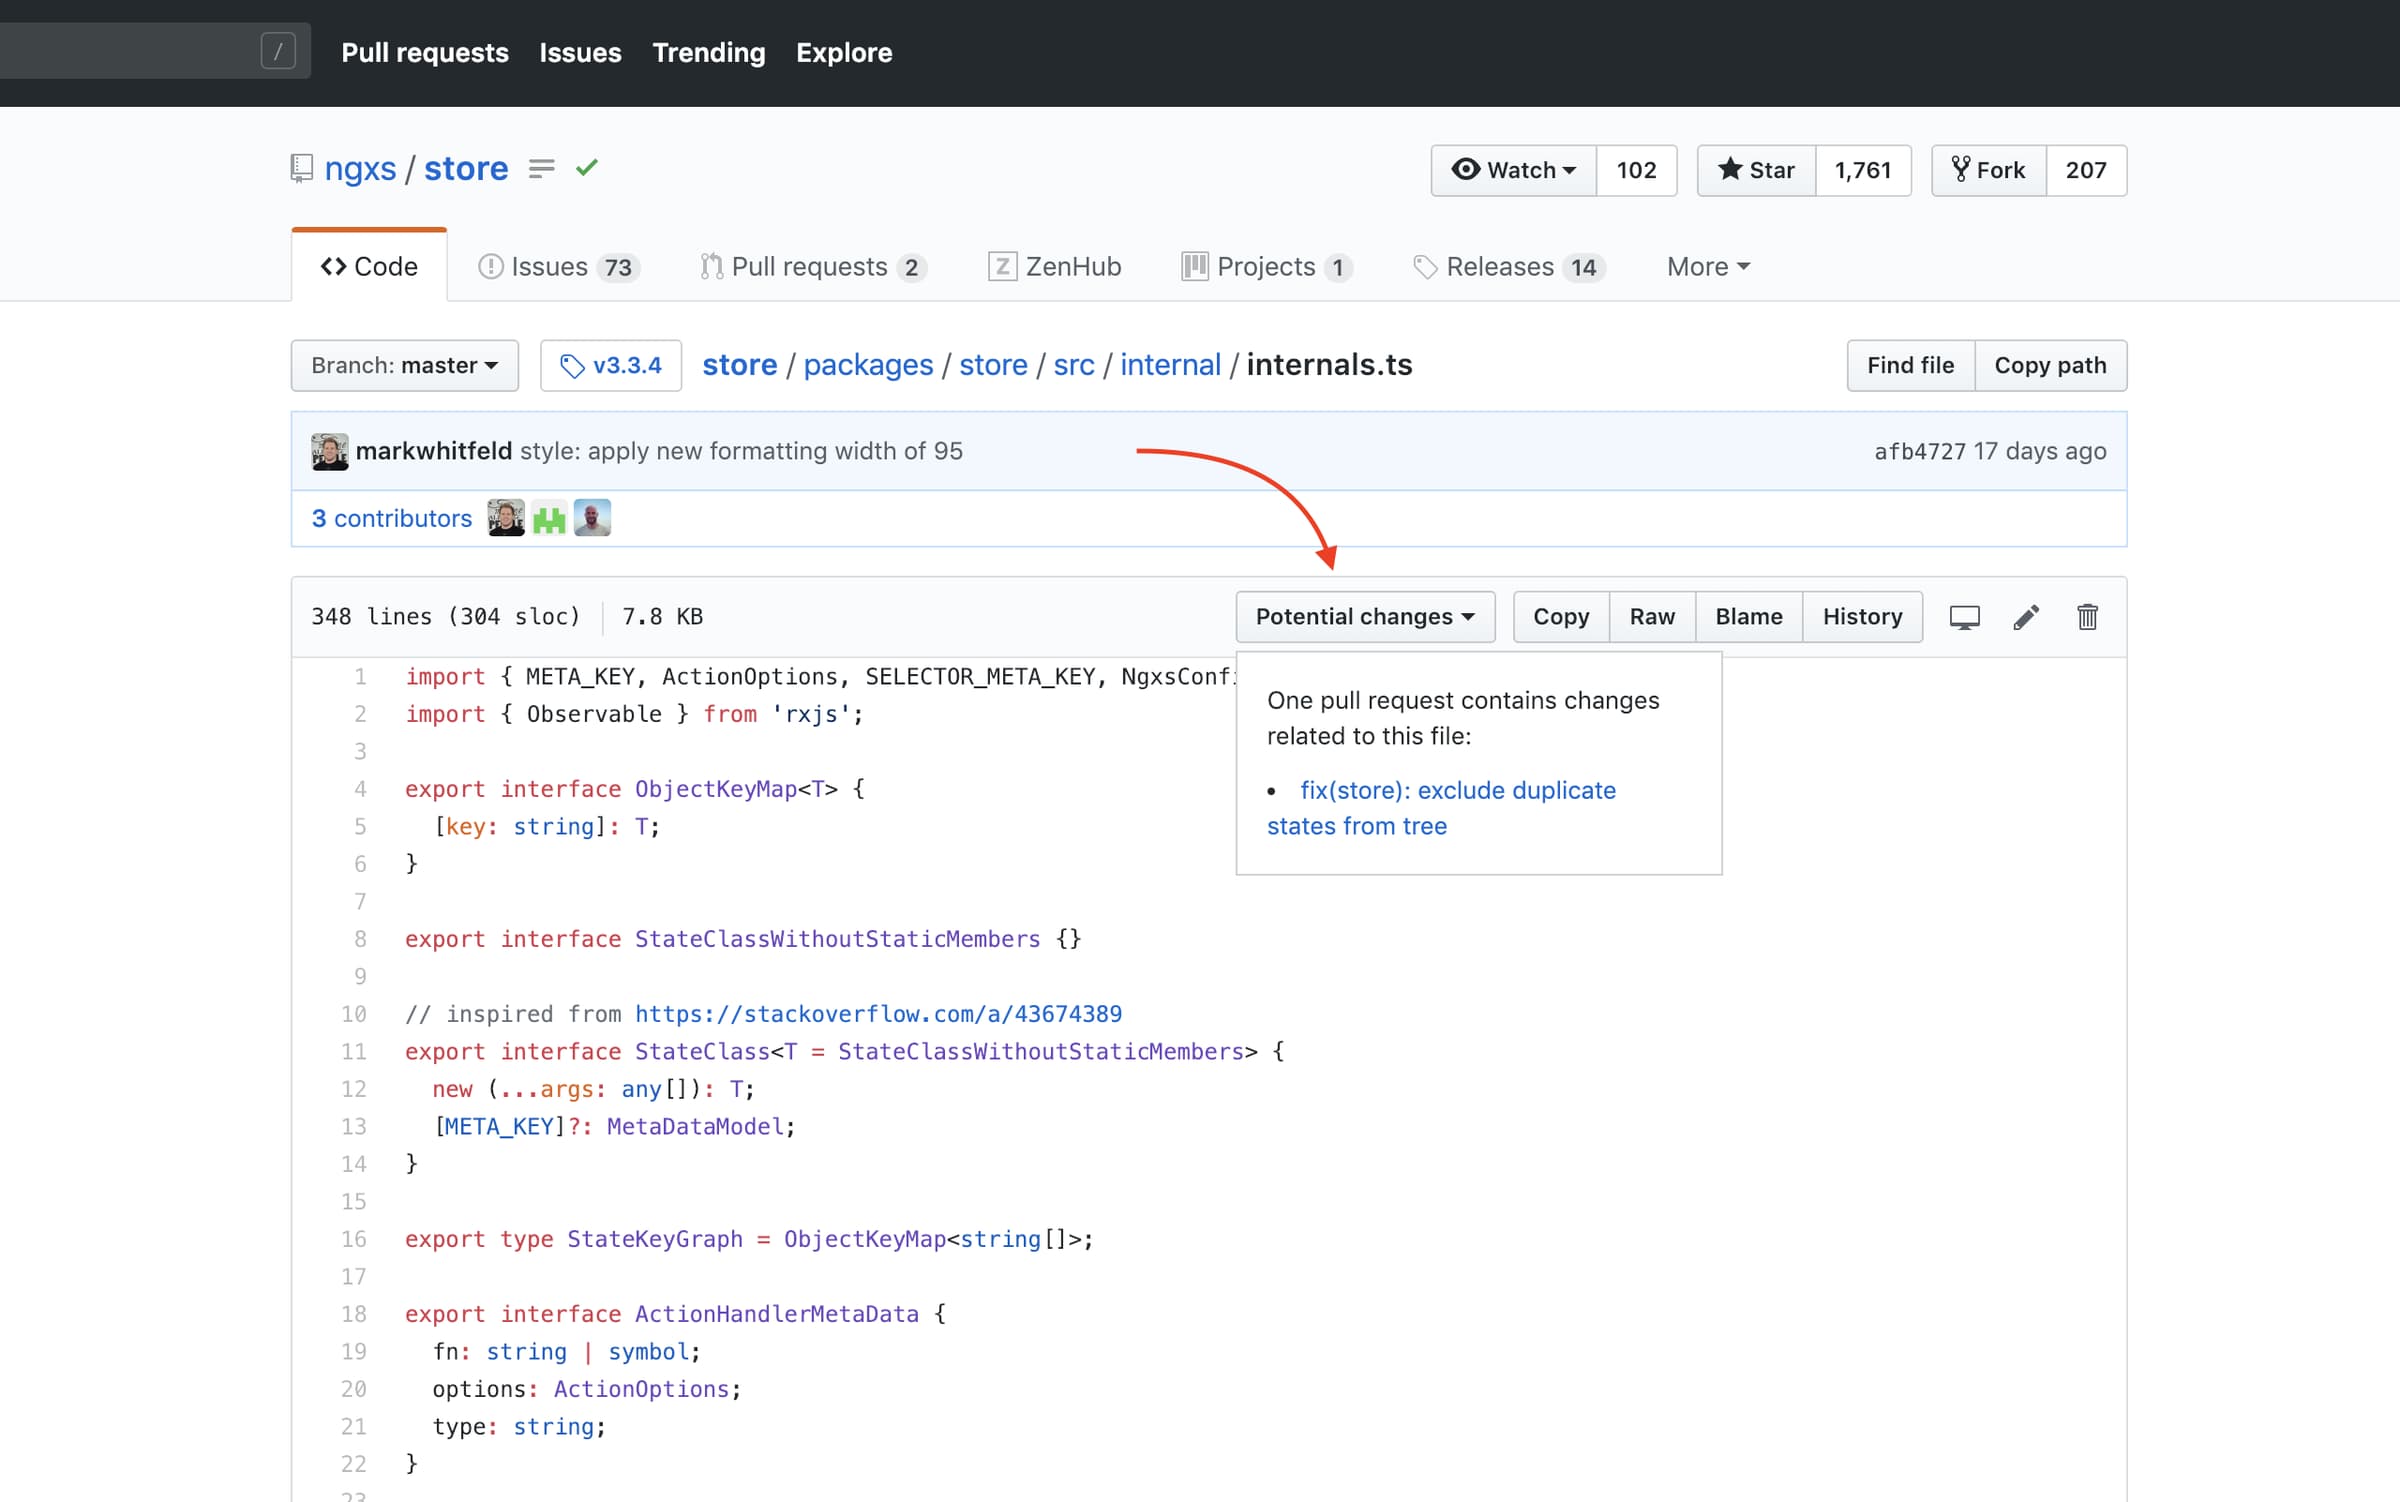 / Pull requests Issues Trending Explore
ngxs / store
Watch 102 Star 1,761 Fork 207
Code Issues 73 Pull requests 2 ZenHub Projects 1 Releases 14 More
Branch: master v3.3.4 store / packages / store / src / internal / internals.ts Find file Copy path
markwhitfeld style: apply new formatting width of 95 afb4727 17 days ago
3 contributors
348 lines (304 sloc) 7.8 KB Potential changes Copy Raw Blame History
One pull request contains changes
related to this file:
• fix(store): exclude duplicate
states from tree
1 import { META_KEY, ActionOptions, SELECTOR_META_KEY, NgxsConf
2 import { Observable } from 'rxjs';
3
4 export interface ObjectKeyMap<T> {
5 [key: string]: T;
6 }
7
8 export interface StateClassWithoutStaticMembers {}
9
10 // inspired from https://stackoverflow.com/a/43674389
11 export interface StateClass<T = StateClassWithoutStaticMembers> {
12 new (...args: any[]): T;
13 [META_KEY]?: MetaDataModel;
14 }
15
16 export type StateKeyGraph = ObjectKeyMap<string[]>;
17
18 export interface ActionHandlerMetaData {
19 fn: string | symbol;
20 options: ActionOptions;
21 type: string;
22 }
23